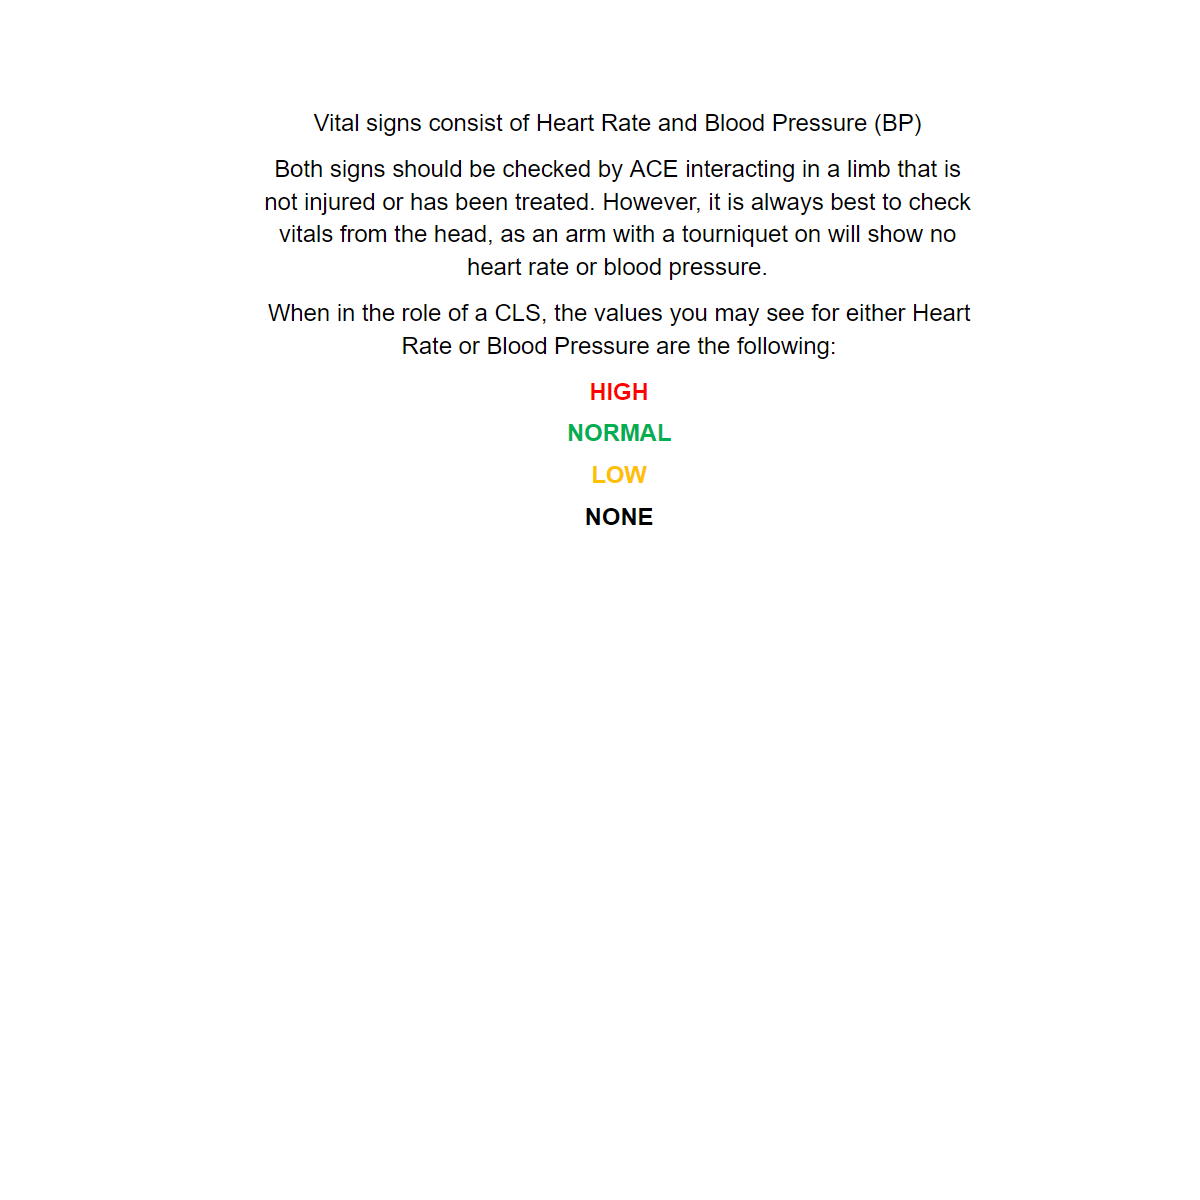 Vital signs consist of Heart Rate and Blood Pressure (BP)
Both signs should be checked by ACE interacting in a limb that is
not injured or has been treated. However, it is always best to check
vitals from the head, as an arm with a tourniquet on will show no
heart rate or blood pressure.
When in the role of a CLS, the values you may see for either Heart
Rate or Blood Pressure are the following:
HIGH
NORMAL
LOW
NONE